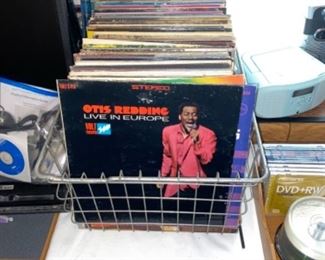 STEREO
OTIS REDDING
LIVE IN EUROPE
VOLT
DVD+RW